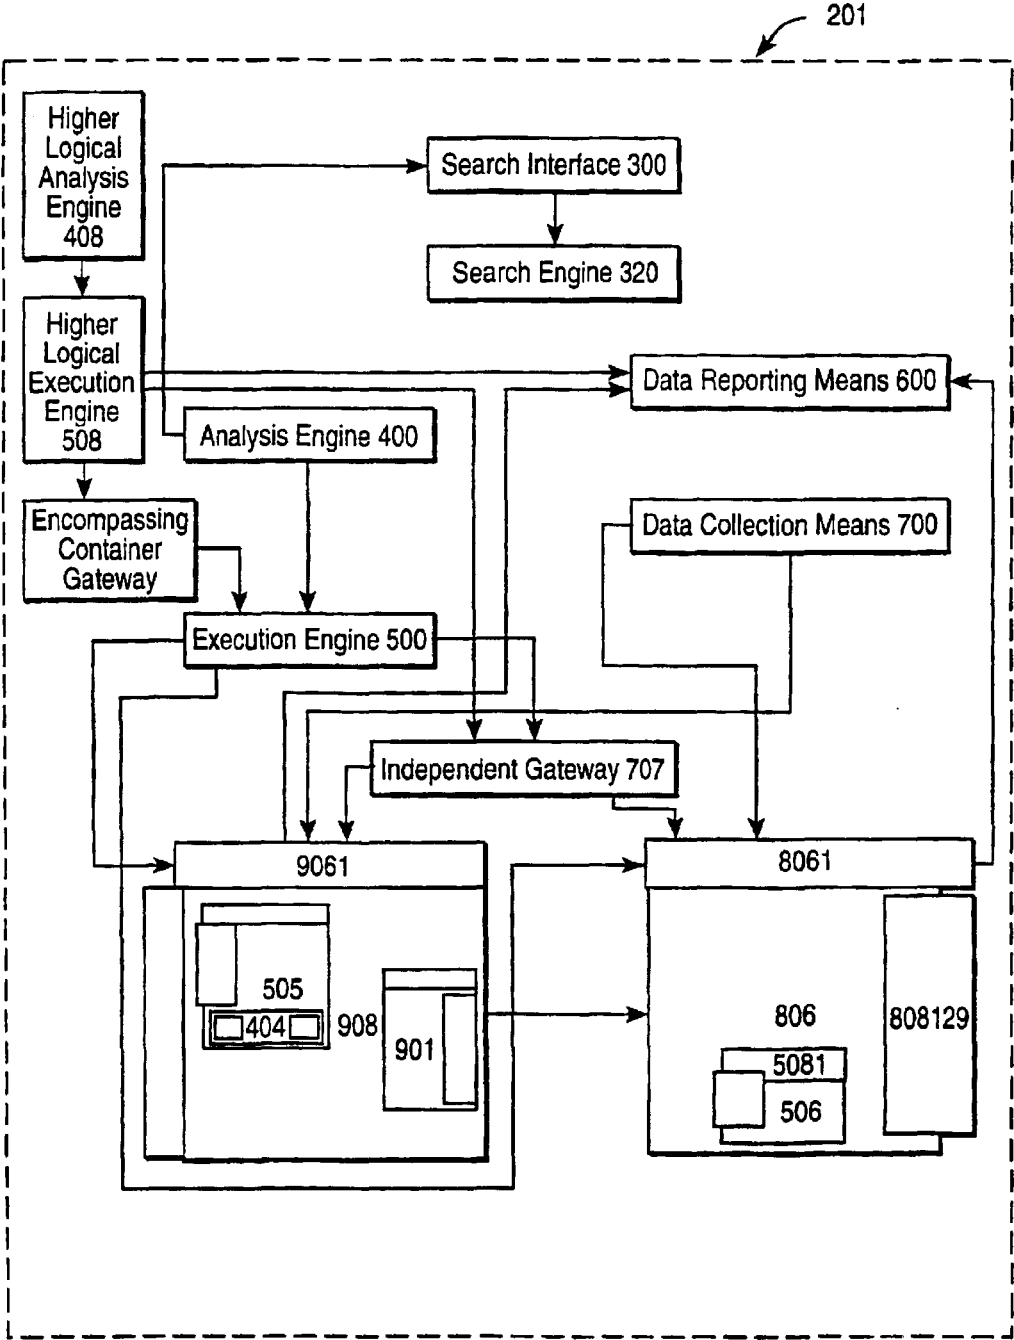 201
Higher
Logical
Analysis
Engine
408
Search Interface 300
Search Engine 320
Higher
Logical
Execution
Engine
508
Data Reporting Means 600
Analysis Engine 400
Encompassing
Container
Gateway
Data Collection Means 700
Execution Engine 500
Independent Gateway 707
9061
8061
505
404
908
901
806
808129
5081
506